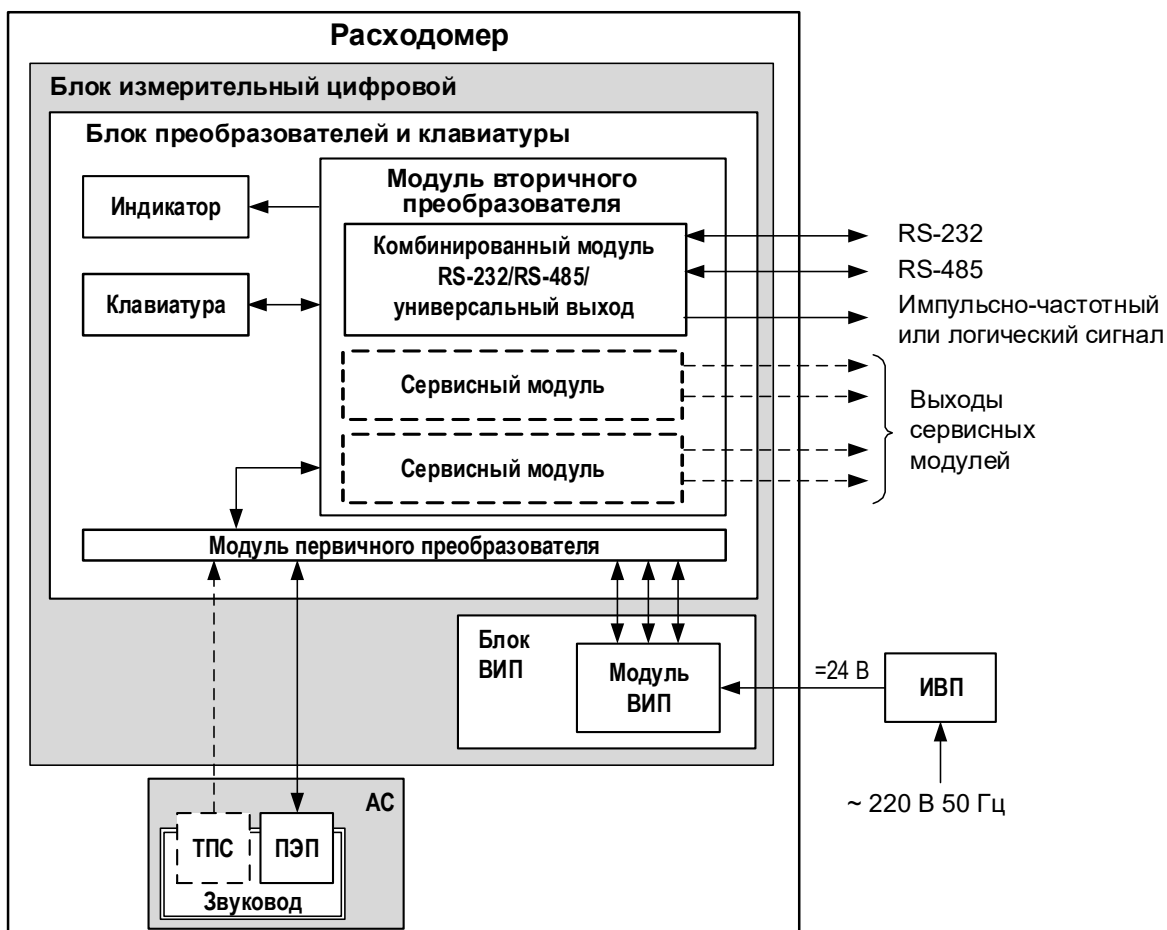 Расходомер
Блок измерительный цифровой
Блок преобразователей и клавиатуры
Индикатор
Клавиатура
Модуль вторичного
преобразователя
Комбинированный модуль
RS-232/RS-485/
универсальный выход
Сервисный модуль
Сервисный модуль
RS-232
RS-485
Импульсно-частотный
или логический сигнал
Выходы
сервисных
модулей
Модуль первичного преобразователя
Блок
ВИП
Модуль
ВИП
=24 В
ИВП
~ 220 В 50 Гц
АС
ТПС
ПЭП
Звуковод